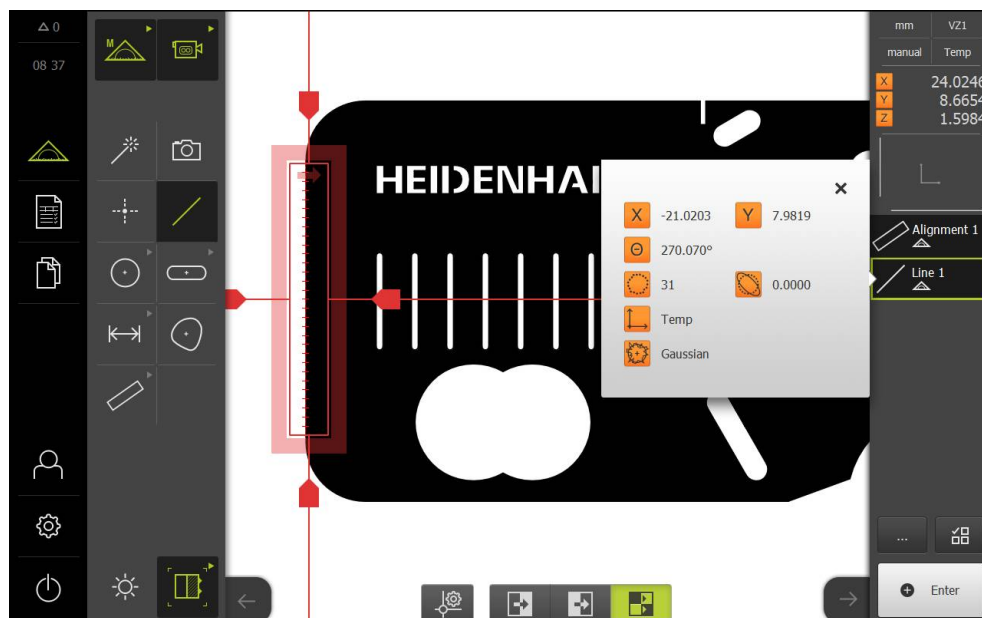 0
08 37
M
HEIDENHAI
X -21.0203 Y 7.9819
Θ 270.070°
31 0.0000
Temp
Gaussian
mm VZ1
manual Temp
X 24.0246
Y 8.6654
Z 1.5984
Alignment 1
Line 1
...
Enter